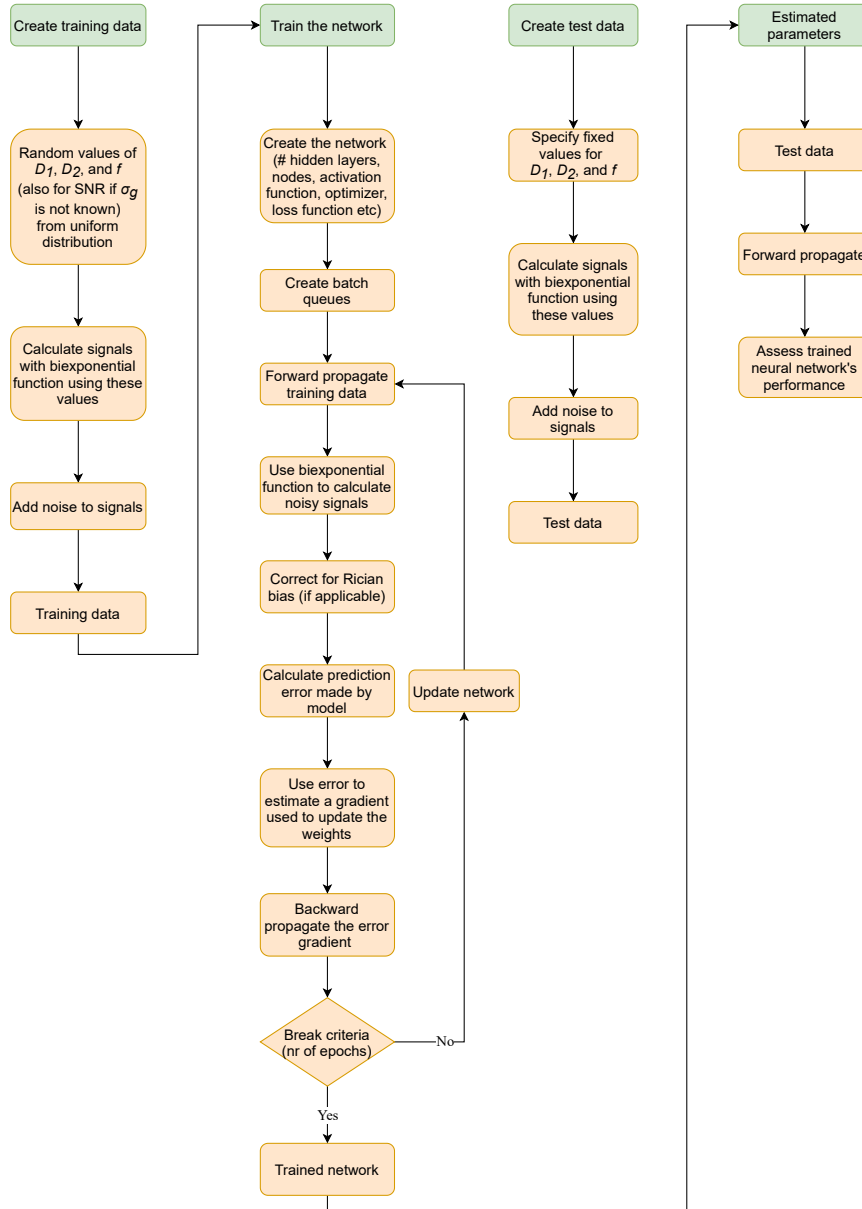 Create training data
Random values of
D1, D2, and f
(also for SNR if σg
is not known)
from uniform
distribution
Calculate signals
with biexponential
function using these
values
Add noise to signals
Training data
Train the network
Create the network
(# hidden layers,
nodes, activation
function, optimizer,
loss function etc)
Create batch
queues
Forward propagate
training data
Use biexponential
function to calculate
noisy signals
Correct for Rician
bias (if applicable)
Calculate prediction
error made by
model
Use error to
estimate a gradient
used to update the
weights
Backward
propagate the error
gradient
Break criteria
(nr of epochs)
No
Update network
Yes
Trained network
Create test data
Specify fixed
values for
D1, D2, and f
Calculate signals
with biexponential
function using
these values
Add noise to
signals
Test data
Estimated
parameters
Test data
Forward propagate
Assess trained
neural network's
performance